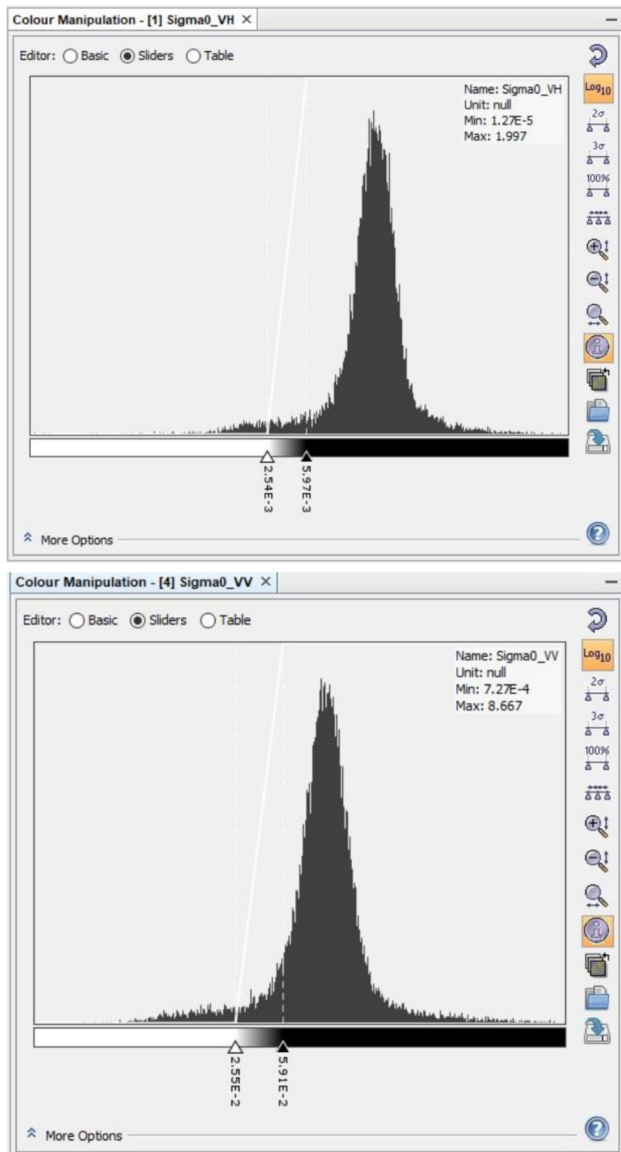 Colour Manipulation - [1] Sigma0_VH ×
Editor: Basic Sliders Table
Name: Sigma0_VH
Unit: null
Min: 1.27E-5
Max: 1.997
Log10
2σ
3σ
100%
2.54E-3
5.97E-3
More Options
Colour Manipulation - [4] Sigma0_VV ×
Editor: Basic Sliders Table
Name: Sigma0_VV
Unit: null
Min: 7.27E-4
Max: 8.667
Log10
2σ
3σ
100%
2.55E-2
5.91E-2
More Options